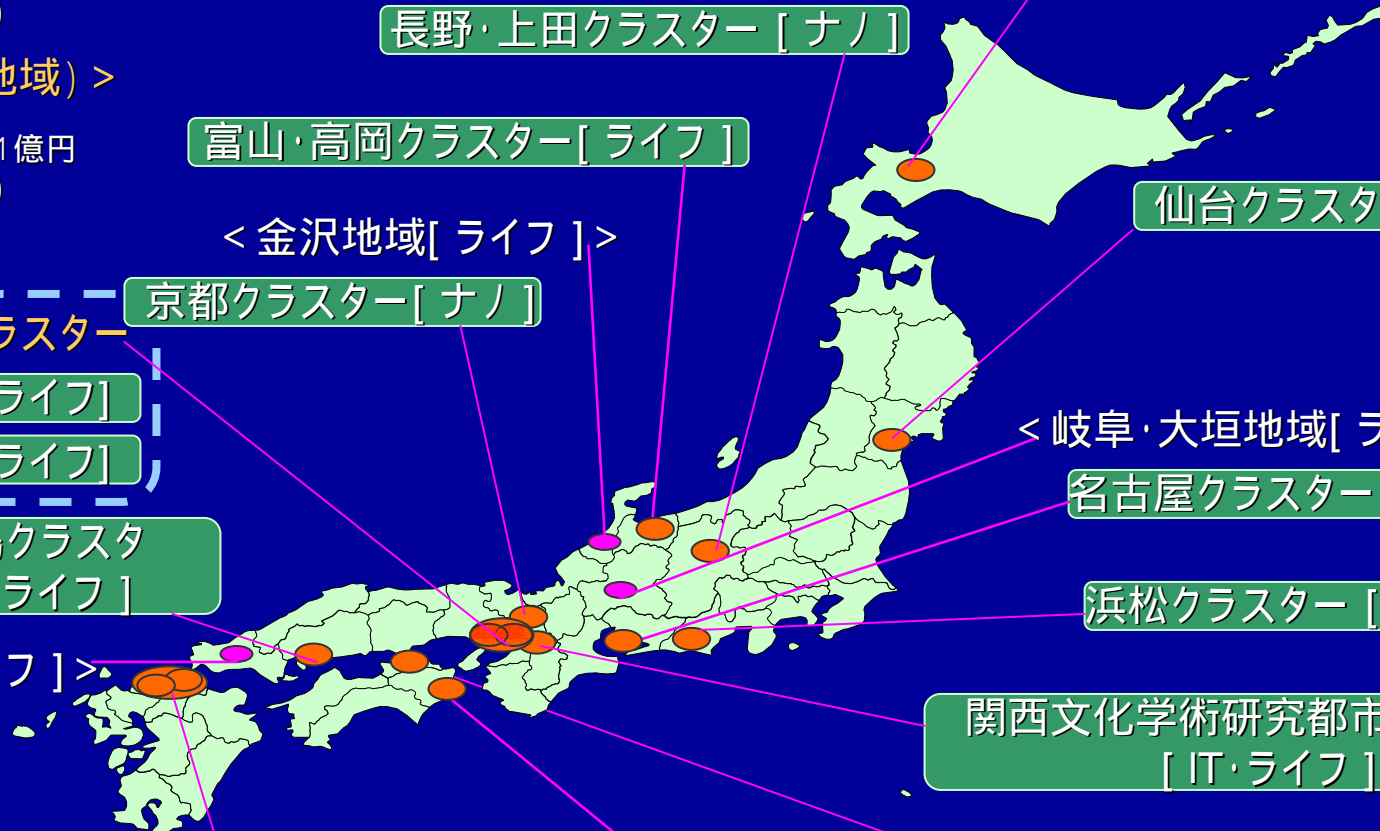 長野・上田クラスター [ ナノ ]
地域) >
1億円
富山・高岡クラスター[ ライフ ]
仙台クラスタ
< 金沢地域[ ライフ ] >
京都クラスター[ ナノ ]
ラスター
ライフ]
ライフ]
< 岐阜・大垣地域[ ラ
名古屋クラスター
クラスタ
ライフ ]
浜松クラスター [
フ ] >
関西文化学術研究都市
[ IT・ライフ ]